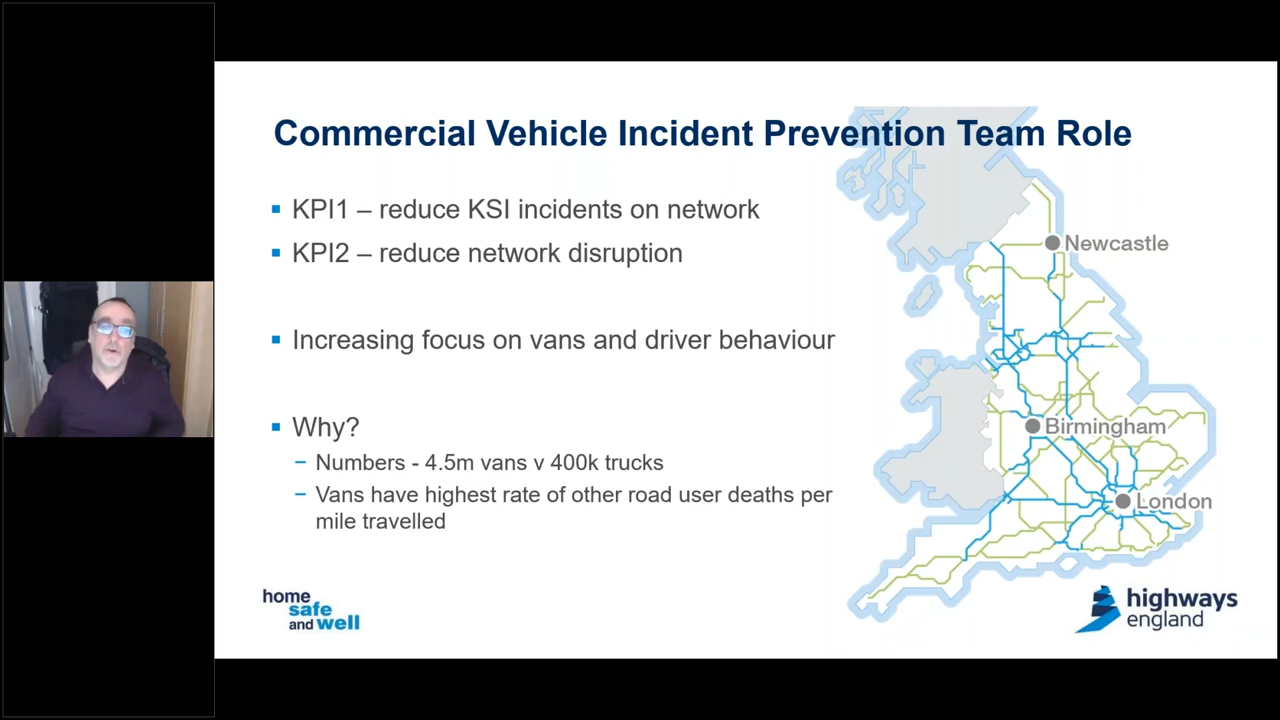 Commercial Vehicle Incident Prevention Team Role
KPI1 – reduce KSI incidents on network
KPI2 – reduce network disruption
Increasing focus on vans and driver behaviour
Why?
Numbers - 4.5m vans v 400k trucks
Vans have highest rate of other road user deaths per
mile travelled
Newcastle
Birmingham
London
home
safe
and well
highways
england